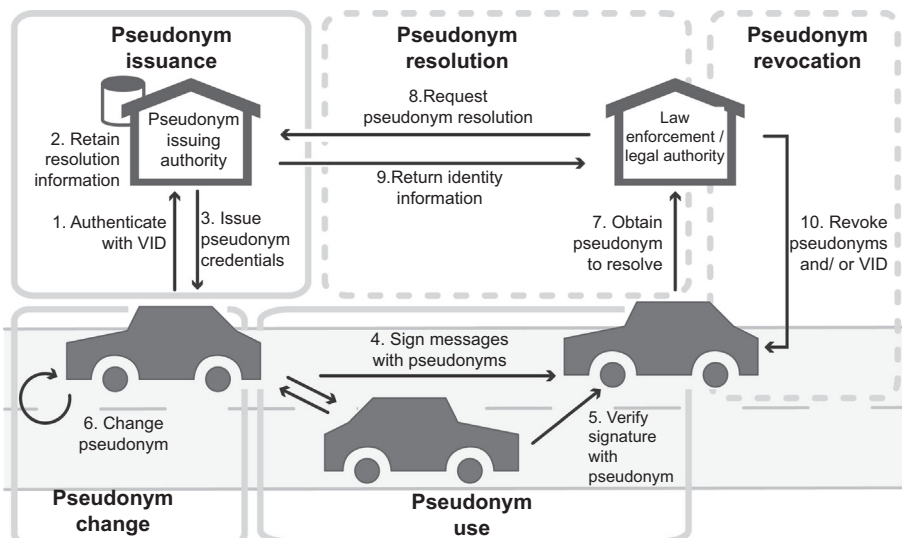 Pseudonym
issuance
Pseudonym
resolution
Pseudonym
revocation
Pseudonym
issuing
authority
2. Retain
resolution
information
1. Authenticate
with VID
3. Issue
pseudonym
credentials
8.Request
pseudonym resolution
9.Return identity
information
Law
enforcement /
legal authority
7. Obtain
pseudonym
to resolve
10. Revoke
pseudonyms
and/ or VID
4. Sign messages
with pseudonyms
5. Verify
signature
with
pseudonym
6. Change
pseudonym
Pseudonym
change
Pseudonym
use